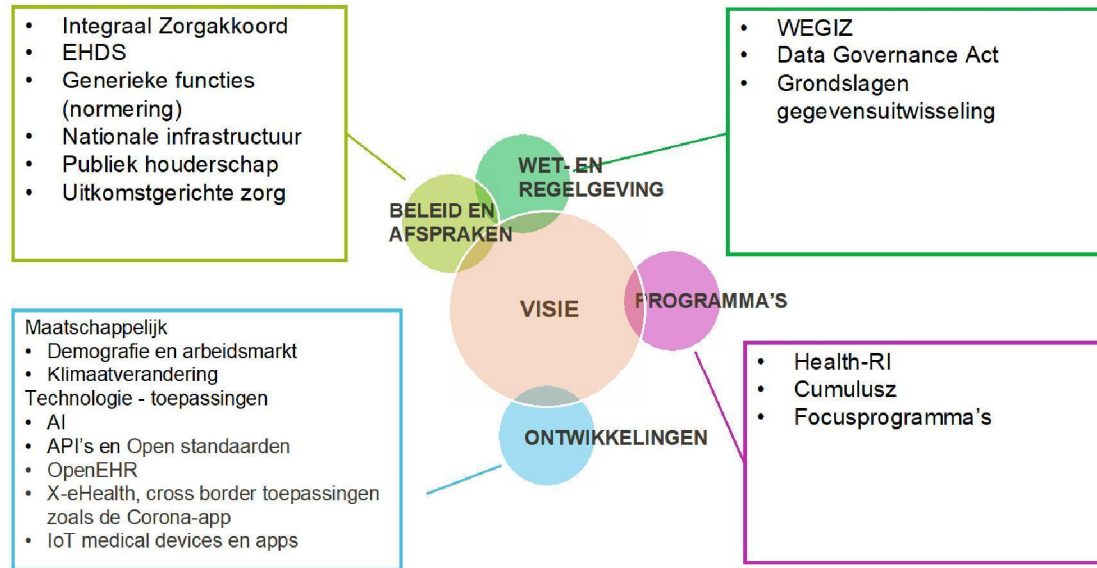 • Integraal Zorgakkoord
• EHDS
• Generieke functies
(normering)
• Nationale infrastructuur
• Publiek houderschap
• Uitkomstgerichte zorg
• WEGIZ
• Data Governance Act
• Grondslagen
gegevensuitwisseling
WET- EN
REGELGEVING
BELEID EN
AFSPRAKEN
VISIE
PROGRAMMA'S
ONTWIKKELINGEN
Maatschappelijk
• Demografie en arbeidsmarkt
• Klimaatverandering
Technologie - toepassingen
• AI
• API's en Open standaarden
• OpenEHR
• X-eHealth, cross border toepassingen
zoals de Corona-app
• IoT medical devices en apps
• Health-RI
• Cumulusz
• Focusprogramma's